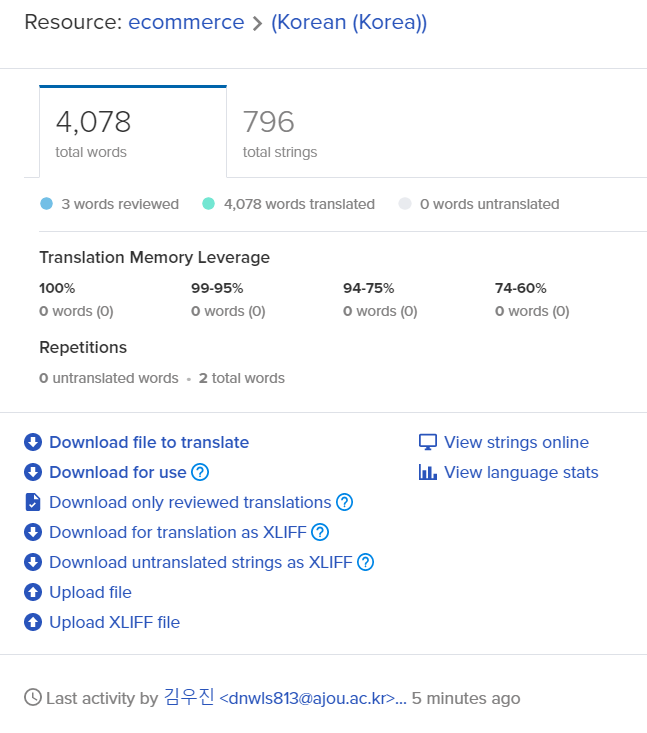 Resource: ecommerce > (Korean (Korea))
4,078 796
total words total strings
3 words reviewed 4,078 words translated 0 words untranslated
Translation Memory Leverage
100% 99-95% 94-75% 74-60%
0 words (0) 0 words (0) 0 words (0) 0 words (0)
Repetitions
0 untranslated words • 2 total words
Download file to translate View strings online
Download for use ? View language stats
Download only reviewed translations ?
Download for translation as XLIFF ?
Download untranslated strings as XLIFF ?
Upload file
Upload XLIFF file
Last activity by 김우진 <dnwls813@ajou.ac.kr>... 5 minutes ago